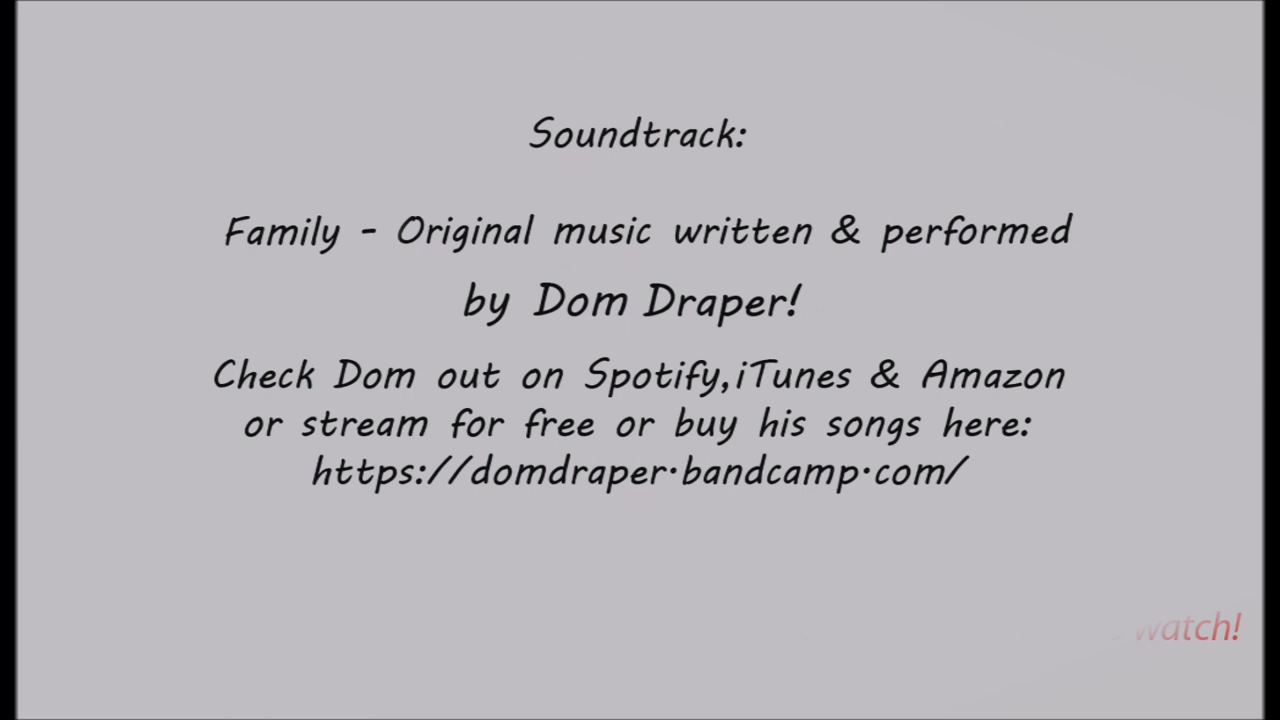 Soundtrack:
Family - Original music written & performed
by Dom Draper!
Check Dom out on Spotify,iTunes & Amazon
or stream for free or buy his songs here:
https://domdraper.bandcamp.com/
watch!